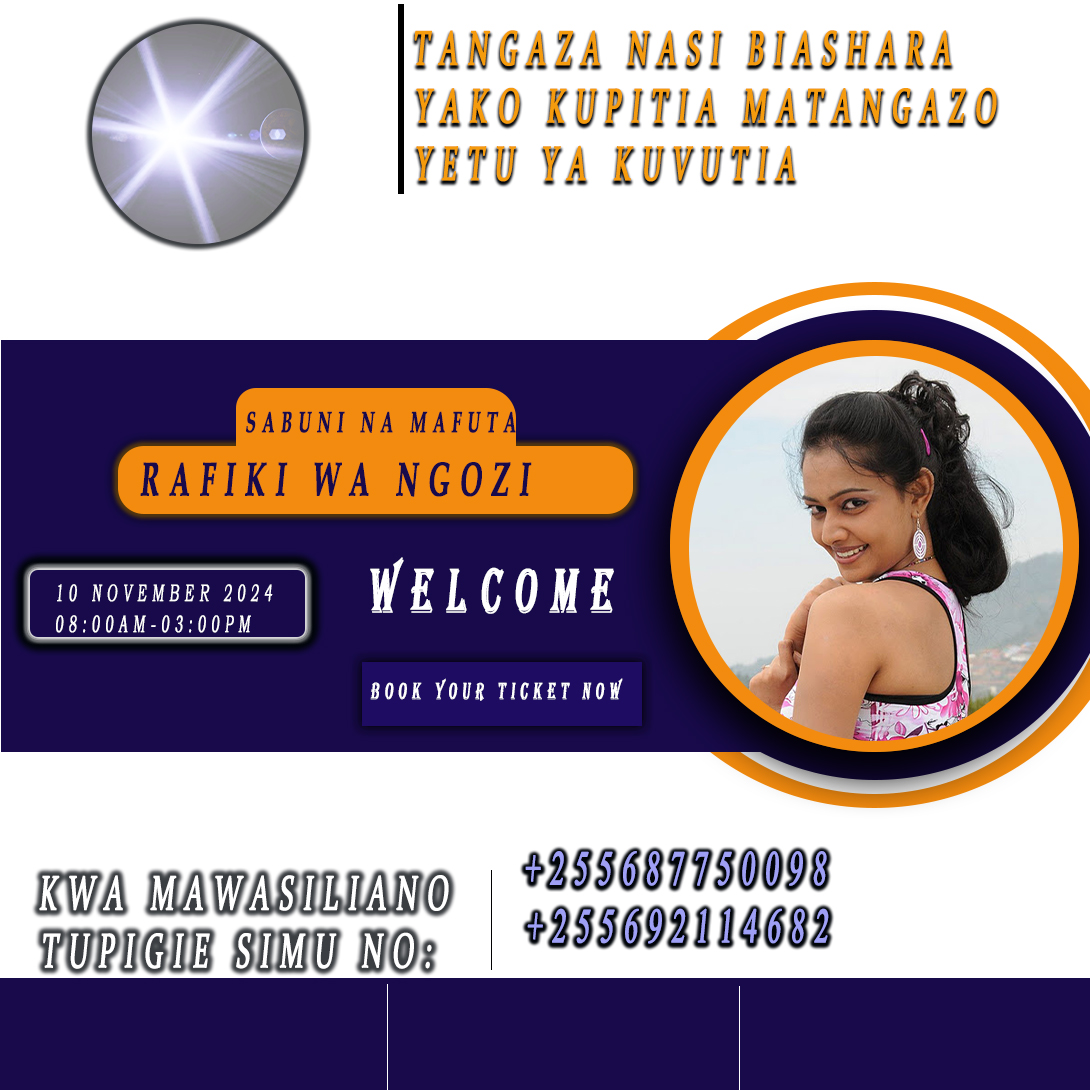 TANGAZA NASI BIASHARA
YAKO KUPITIA MATANGAZO
YETU YA KUVUTIA
SABUNI NA MAFUTA
RAFIKI WA NGOZI
10 NOVEMBER 2024
08:00AM-03:00PM
WELCOME
BOOK YOUR TICKET NOW
KWA MAWASILIANO
TUPIGIE SIMU NO:
+255687750098
+255692114682